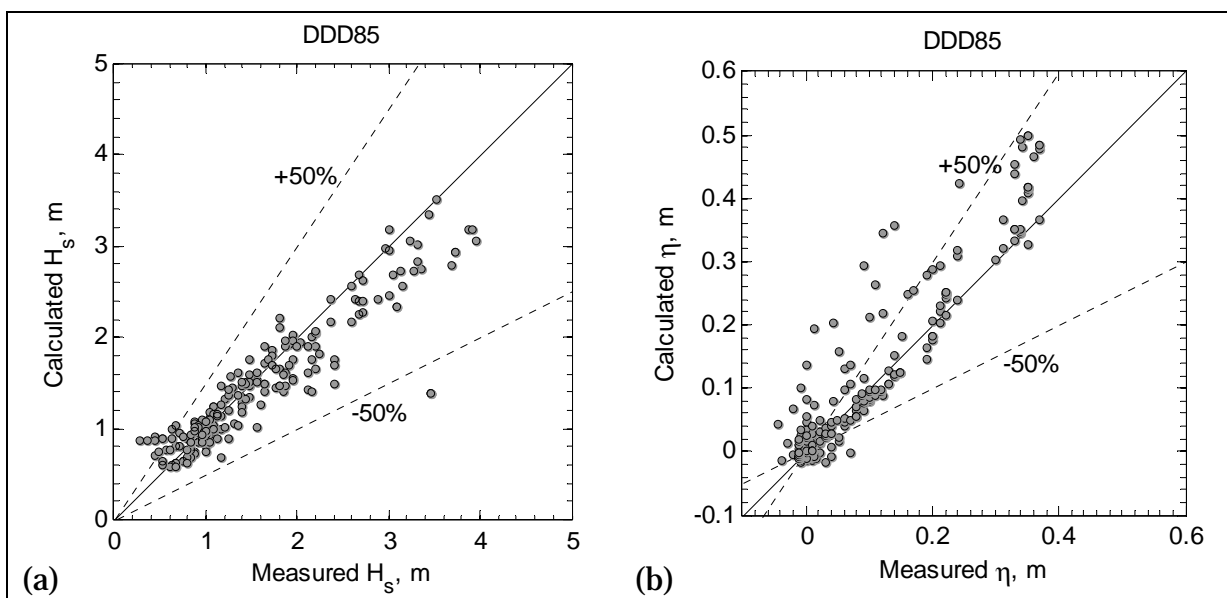 DDD85
5
4
3
2
1
0
Calculated H_s, m
+50%
-50%
0 1 2 3 4 5
Measured H_s, m
(a)
DDD85
0.6
0.5
0.4
0.3
0.2
0.1
0
-0.1
Calculated η, m
+50%
-50%
0 0.2 0.4 0.6
Measured η, m
(b)